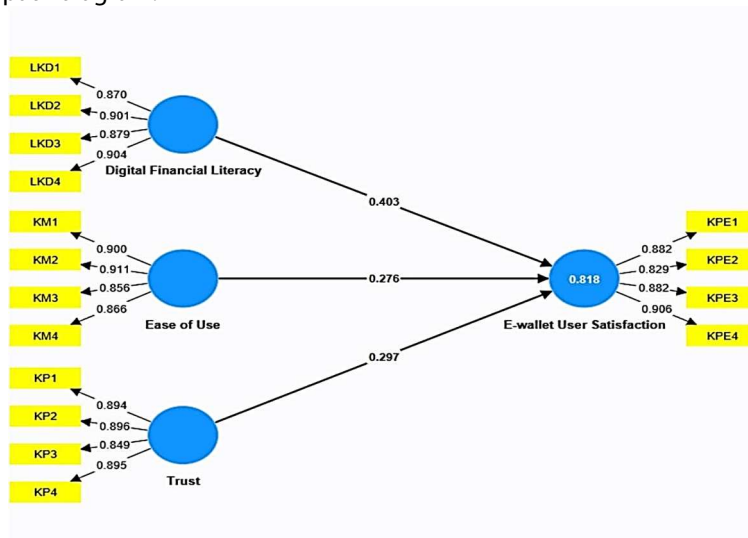 LKD1
0.870
LKD2
0.901
LKD3
0.879
LKD4
0.904
Digital Financial Literacy
0.403
KM1
0.900
KM2
0.911
KM3
0.856
KM4
0.866
Ease of Use
0.276
KP1
0.894
KP2
0.896
KP3
0.849
KP4
0.895
Trust
0.297
0.818
E-wallet User Satisfaction
KPE1
0.882
KPE2
0.829
KPE3
0.882
KPE4
0.906